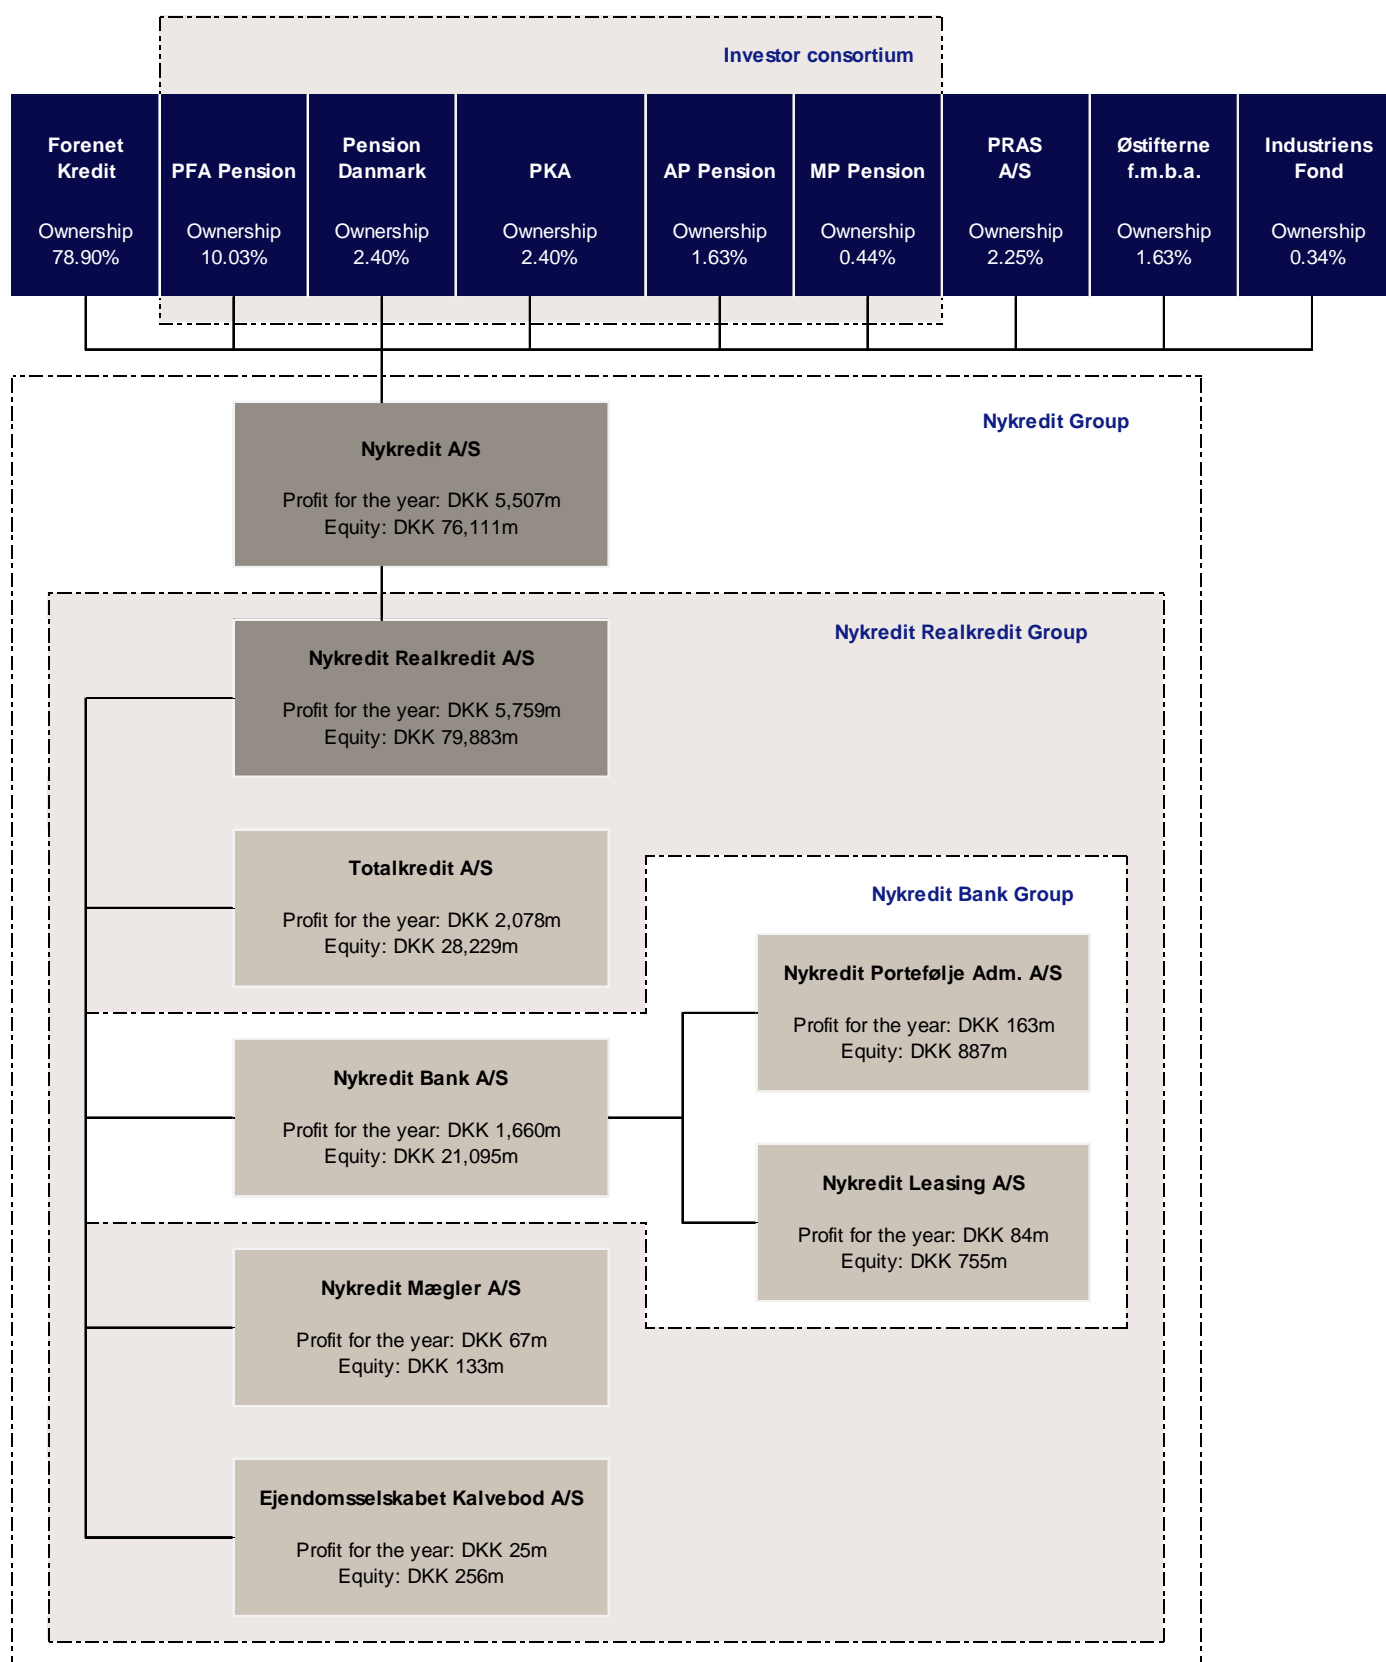 Investor consortium
Forenet
Kredit
Ownership
78.90%
PFA Pension
Ownership
10.03%
Pension
Danmark
Ownership
2.40%
PKA
Ownership
2.40%
AP Pension
Ownership
1.63%
MP Pension
Ownership
0.44%
PRAS
A/S
Ownership
2.25%
Østifterne
f.m.b.a.
Ownership
1.63%
Industriens
Fond
Ownership
0.34%
Nykredit Group
Nykredit A/S
Profit for the year: DKK 5,507m
Equity: DKK 76,111m
Nykredit Realkredit Group
Nykredit Realkredit A/S
Profit for the year: DKK 5,759m
Equity: DKK 79,883m
Totalkredit A/S
Profit for the year: DKK 2,078m
Equity: DKK 28,229m
Nykredit Bank Group
Nykredit Portefølje Adm. A/S
Profit for the year: DKK 163m
Equity: DKK 887m
Nykredit Bank A/S
Profit for the year: DKK 1,660m
Equity: DKK 21,095m
Nykredit Leasing A/S
Profit for the year: DKK 84m
Equity: DKK 755m
Nykredit Mægler A/S
Profit for the year: DKK 67m
Equity: DKK 133m
Ejendomsselskabet Kalvebod A/S
Profit for the year: DKK 25m
Equity: DKK 256m